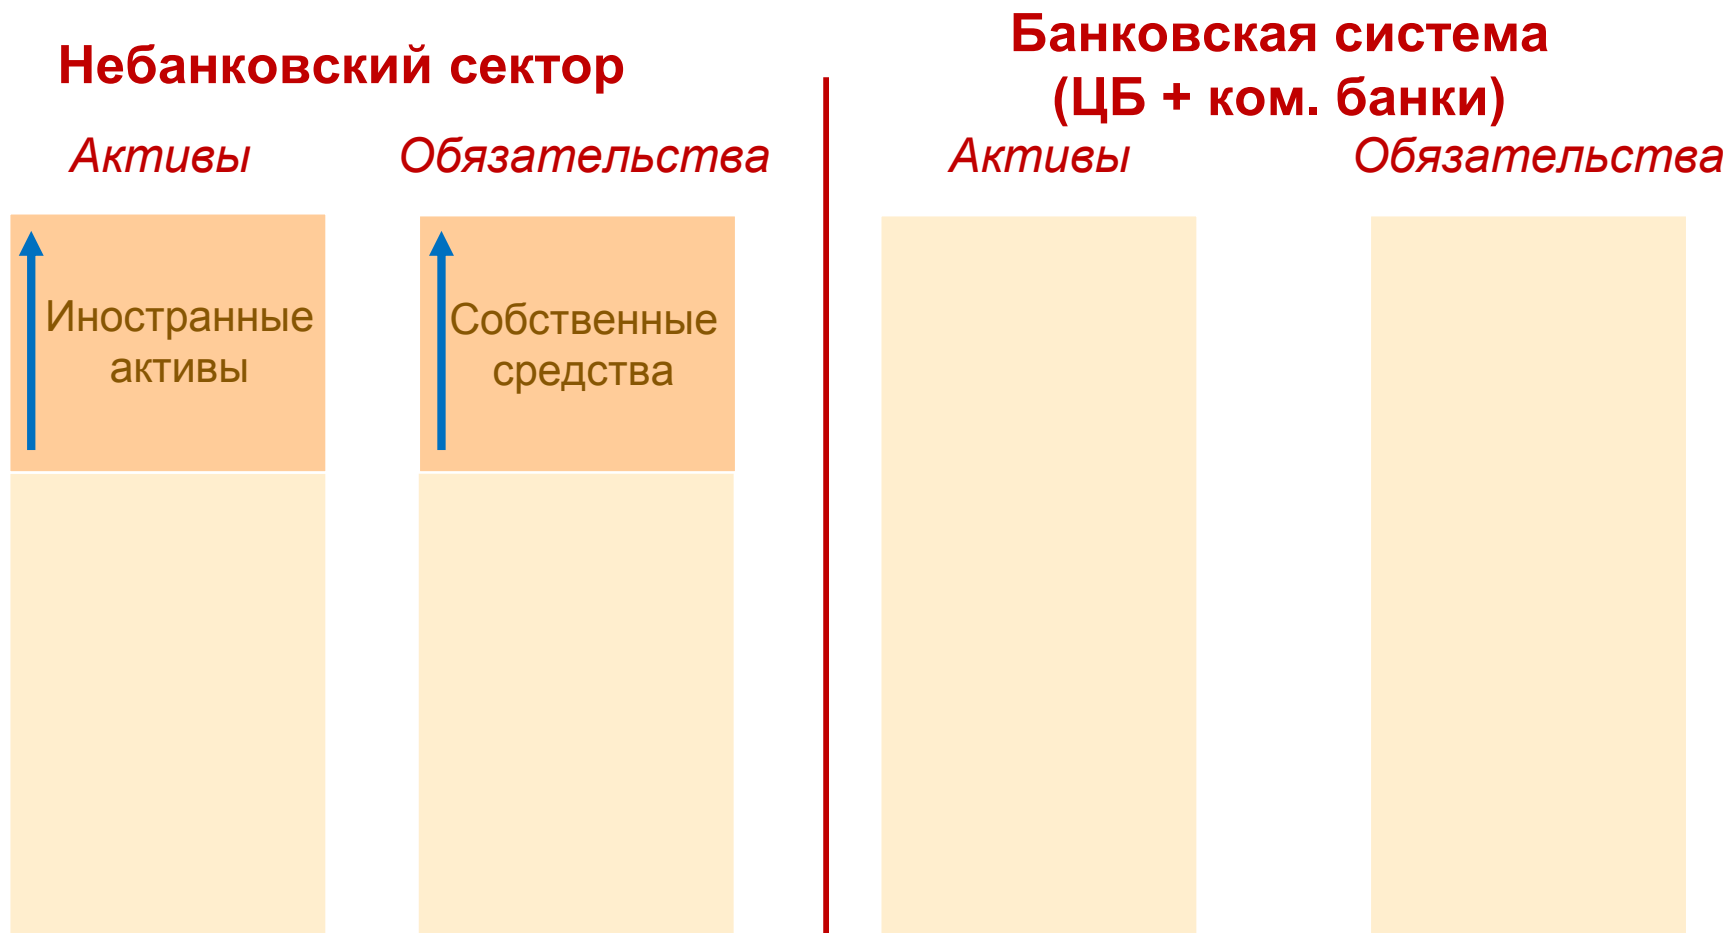 Небанковский сектор
Активы
Обязательства
Иностранные
активы
Собственные
средства
Банковская система
(ЦБ + ком. банки)
Активы
Обязательства